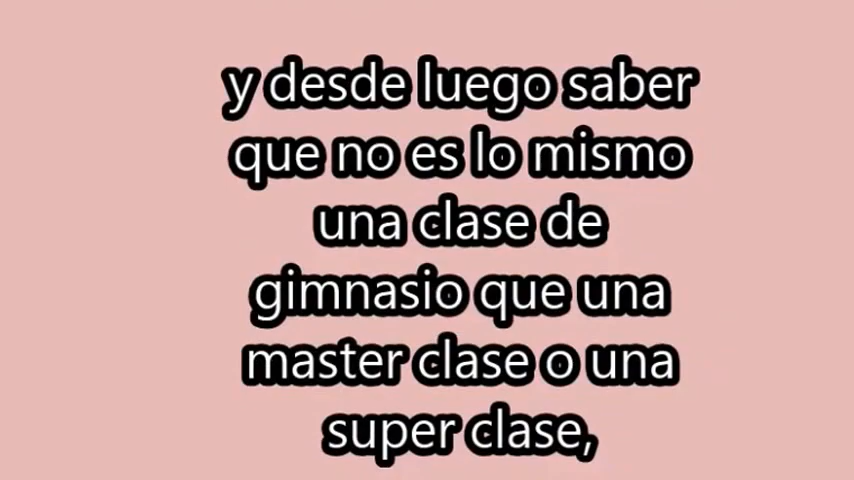 y desde luego saber
que no es lo mismo
una clase de
gimnasio que una
master clase o una
super clase,